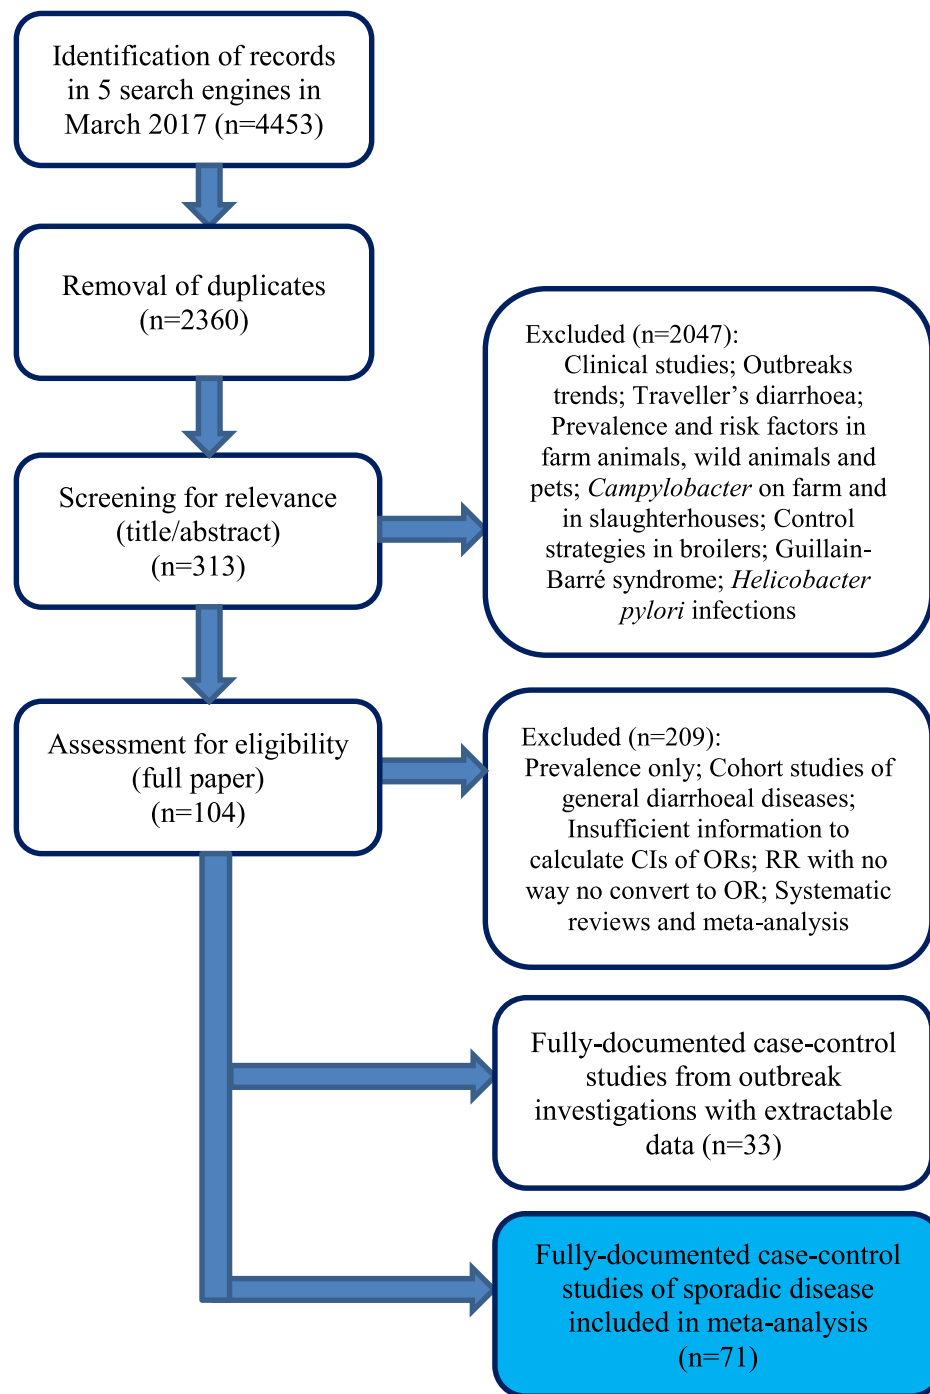 Identification of records
in 5 search engines in
March 2017 (n=4453)
Removal of duplicates
(n=2360)
Excluded (n=2047):
Clinical studies; Outbreaks
trends; Traveller’s diarrhoea;
Prevalence and risk factors in
farm animals, wild animals and
pets; Campylobacter on farm and
in slaughterhouses; Control
strategies in broilers; Guillain-
Barré syndrome; Helicobacter
pylori infections
Screening for relevance
(title/abstract)
(n=313)
Assessment for eligibility
(full paper)
(n=104)
Excluded (n=209):
Prevalence only; Cohort studies of
general diarrhoeal diseases;
Insufficient information to
calculate CIs of ORs; RR with no
way no convert to OR; Systematic
reviews and meta-analysis
Fully-documented case-control
studies from outbreak
investigations with extractable
data (n=33)
Fully-documented case-control
studies of sporadic disease
included in meta-analysis
(n=71)